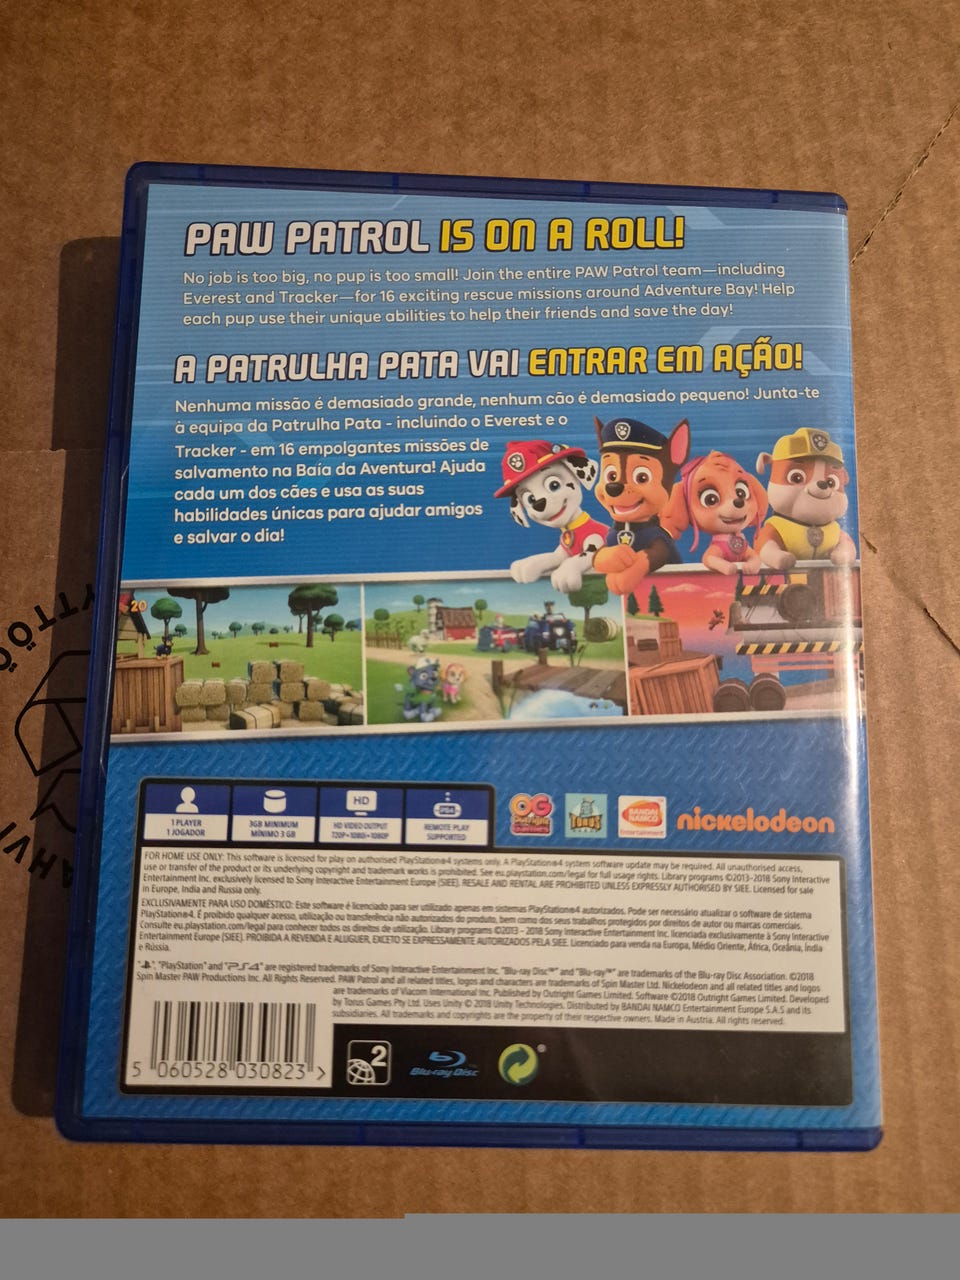 PAW PATROL IS ON A ROLL!
No job is too big, no pup is too small! Join the entire PAW Patrol team—including
Everest and Tracker—for 16 exciting rescue missions around Adventure Bay! Help
each pup use their unique abilities to help their friends and save the day!
A PATRULHA PATA VAI ENTRAR EM AÇÃO!
Nenhuma missão é demasiado grande, nenhum cão é demasiado pequeno! Junta-te
à equipa da Patrulha Pata - incluindo o Everest e o
Tracker - em 16 empolgantes missões de
salvamento na Baía da Aventura! Ajuda
cada um dos cães e usa as suas
habilidades únicas para ajudar amigos
e salvar o dia!
20
1 PLAYER
1 JOGADOR
3GB MINIMUM
MÍNIMO 3 GB
HD
HD VIDEO OUTPUT
720P•1080i•1080P
PS4
REMOTE PLAY
SUPPORTED
OG
Outright
GAMES
TORUS
GAMES
BANDAI
NAMCO
Entertainment
nickelodeon
FOR HOME USE ONLY: This software is licensed for play on authorised PlayStation®4 systems only. A PlayStation®4 system software update may be required. All unauthorised access,
use or transfer of the product or its underlying copyright and trademark works is prohibited. See eu.playstation.com/legal for full usage rights. Library programs ©2013-2018 Sony Interactive
Entertainment Inc. exclusively licensed to Sony Interactive Entertainment Europe (SIEE). RESALE AND RENTAL ARE PROHIBITED UNLESS EXPRESSLY AUTHORISED BY SIEE. Licensed for sale
in Europe, India and Russia only.
EXCLUSIVAMENTE PARA USO DOMÉSTICO: Este software é licenciado para ser utilizado apenas em sistemas PlayStation®4 autorizados. Pode ser necessário atualizar o software de sistema
PlayStation®4. É proibido qualquer acesso, utilização ou transferência não autorizados do produto, bem como dos seus trabalhos protegidos por direitos de autor ou marcas comerciais.
Consulte eu.playstation.com/legal para conhecer todos os direitos de utilização. Library programs ©2013 - 2018 Sony Interactive Entertainment Inc. licenciada exclusivamente à Sony Interactive
Entertainment Europe (SIEE). PROIBIDA A REVENDA E ALUGUER, EXCETO SE EXPRESSAMENTE AUTORIZADOS PELA SIEE. Licenciado para venda na Europa, Médio Oriente, África, Oceânia, Índia
e Rússia.
"PlayStation" and "PS4" are registered trademarks of Sony Interactive Entertainment Inc. "Blu-ray Disc™" and "Blu-ray™" are trademarks of the Blu-ray Disc Association. ©2018
Spin Master PAW Productions Inc. All Rights Reserved. PAW Patrol and all related titles, logos and characters are trademarks of Spin Master Ltd. Nickelodeon and all related titles and logos
are trademarks of Viacom International Inc. Published by Outright Games Limited. Software ©2018 Outright Games Limited. Developed
by Torus Games Pty Ltd. Uses Unity © 2018 Unity Technologies. Distributed by BANDAI NAMCO Entertainment Europe S.A.S and its
subsidiaries. All trademarks and copyrights are the property of their respective owners. Made in Austria. All rights reserved.
5 060528 030823 >
2
Blu-ray Disc